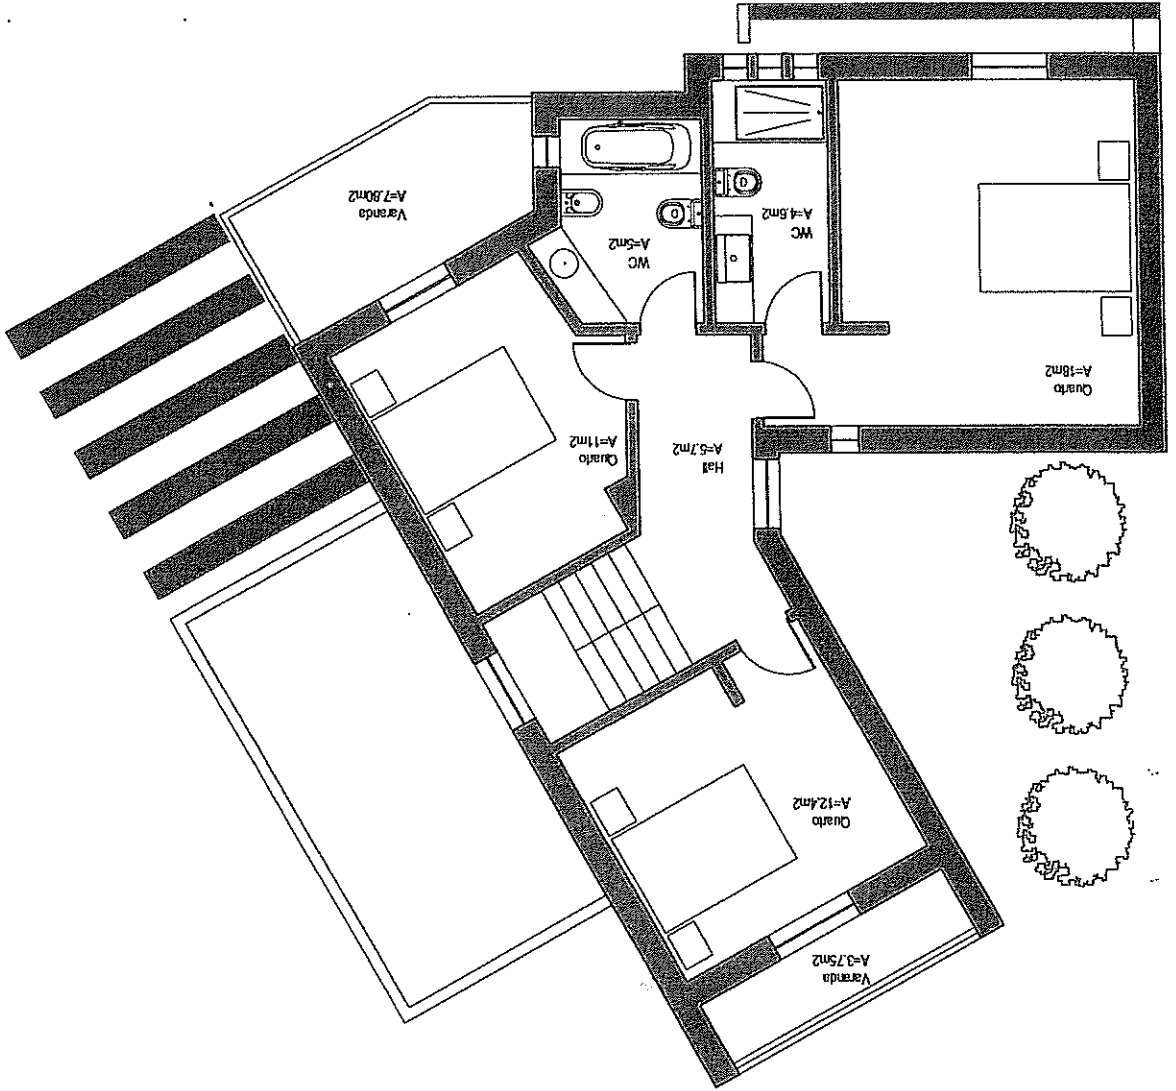 Varanda
A=3.75m2
Quarto
A=12.4m2
Hall
A=5.7m2
Quarto
A=11m2
Quarto
A=18m2
WC
A=5m2
WC
A=4.6m2
Varanda
A=7.80m2